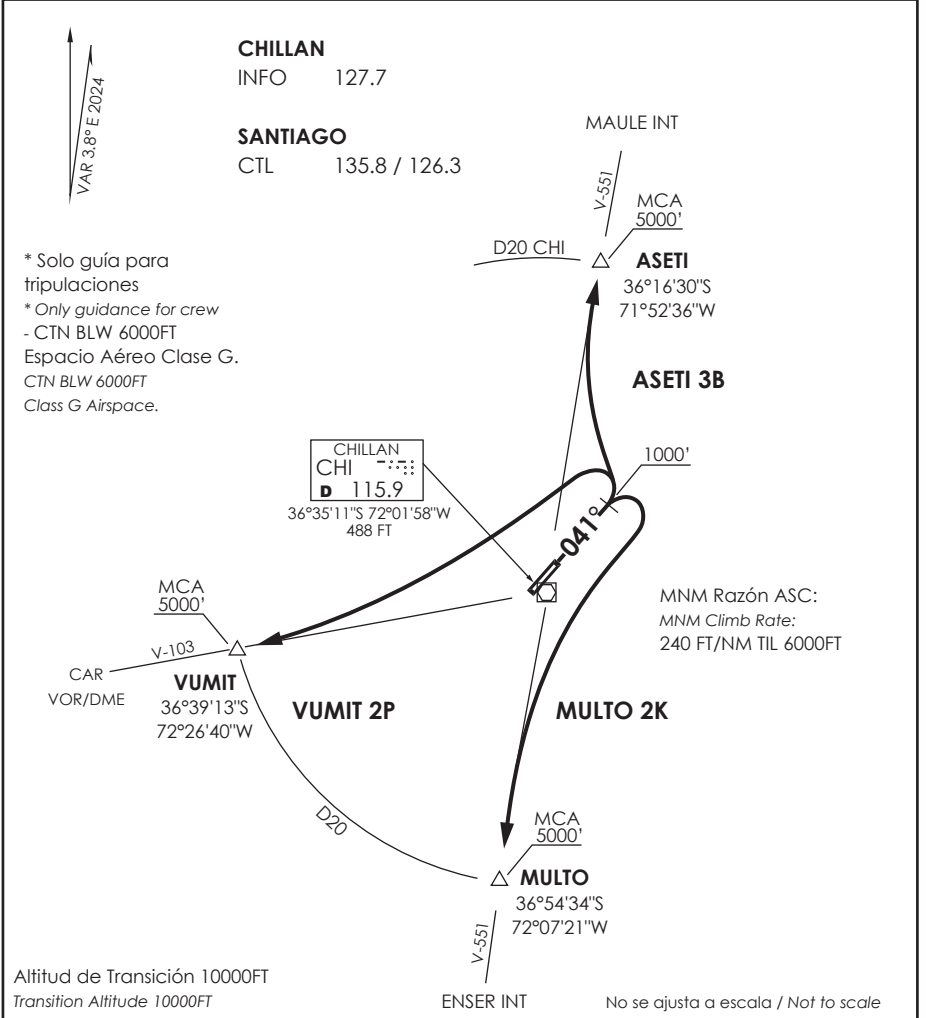 CHILLAN
INFO 127.7
SANTIAGO
CTL 135.8 / 126.3
VAR 3.8° E 2024
* Solo guía para
tripulaciones
* Only guidance for crew
- CTN BLW 6000FT
Espacio Aéreo Clase G.
CTN BLW 6000FT
Class G Airspace.
MAULE INT
V-551
MCA
5000'
D20 CHI
ASETI
36°16'30"S
71°52'36"W
ASETI 3B
1000'
CHILLAN
CHI
D 115.9
36°35'11"S 72°01'58"W
488 FT
041°
MCA
5000'
V-103
CAR
VOR/DME
VUMIT
36°39'13"S
72°26'40"W
VUMIT 2P
MNM Razón ASC:
MNM Climb Rate:
240 FT/NM TIL 6000FT
MULTO 2K
D20
MCA
5000'
MULTO
36°54'34"S
72°07'21"W
V-551
ENSER INT
Altitud de Transición 10000FT
Transition Altitude 10000FT
No se ajusta a escala / Not to scale